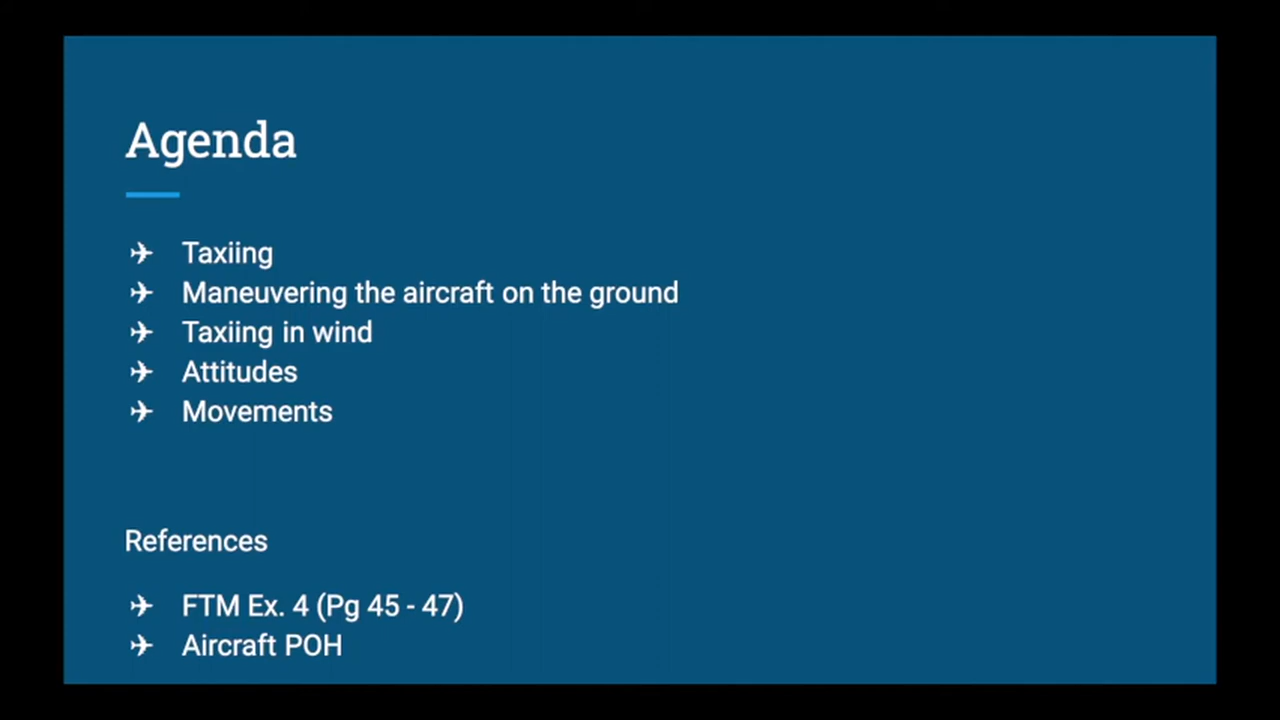 Agenda
✈ Taxiing
✈ Maneuvering the aircraft on the ground
✈ Taxiing in wind
✈ Attitudes
✈ Movements
References
✈ FTM Ex. 4 (Pg 45 - 47)
✈ Aircraft POH